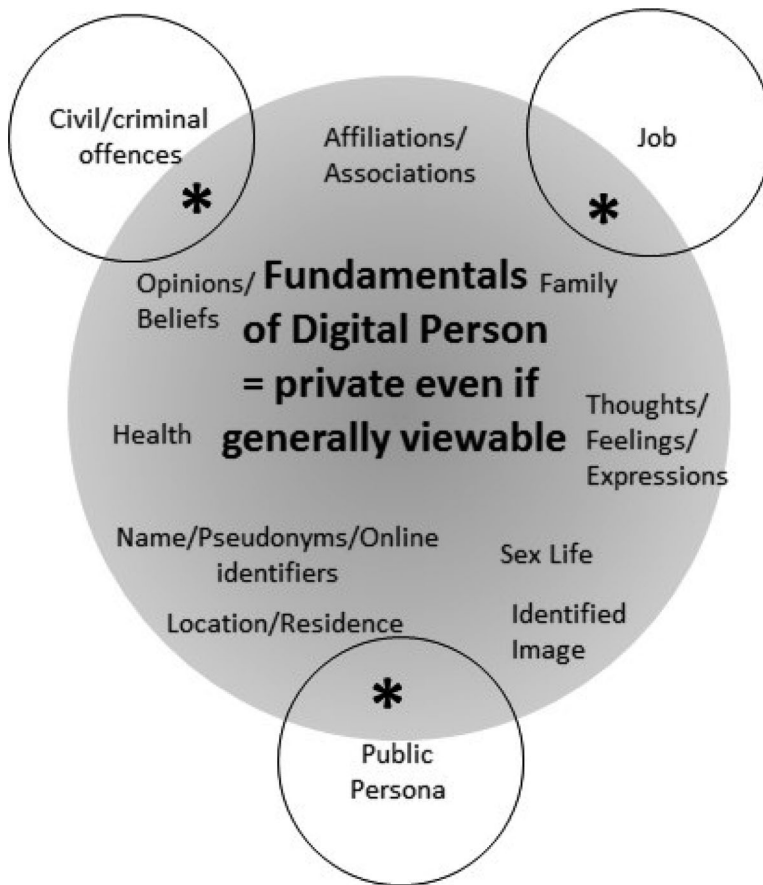 Civil/criminal
offences
*
Affiliations/
Associations
Job
*
Opinions/
Beliefs
Fundamentals
of Digital Person
= private even if
generally viewable
Family
Health
Thoughts/
Feelings/
Expressions
Name/Pseudonyms/Online
identifiers
Sex Life
Location/Residence
Identified
Image
*
Public
Persona